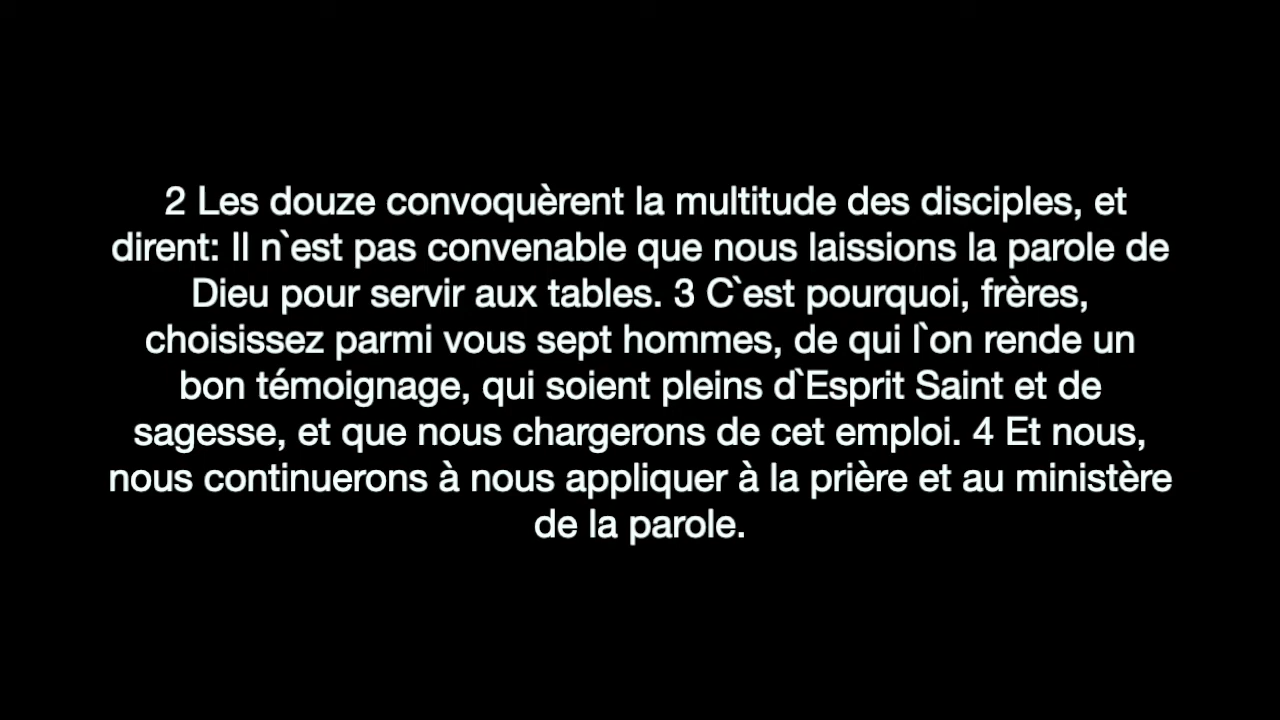 2 Les douze convoquèrent la multitude des disciples, et
dirent: Il n`est pas convenable que nous laissions la parole de
Dieu pour servir aux tables. 3 C`est pourquoi, frères,
choisissez parmi vous sept hommes, de qui l`on rende un
bon témoignage, qui soient pleins d`Esprit Saint et de
sagesse, et que nous chargerons de cet emploi. 4 Et nous,
nous continuerons à nous appliquer à la prière et au ministère
de la parole.